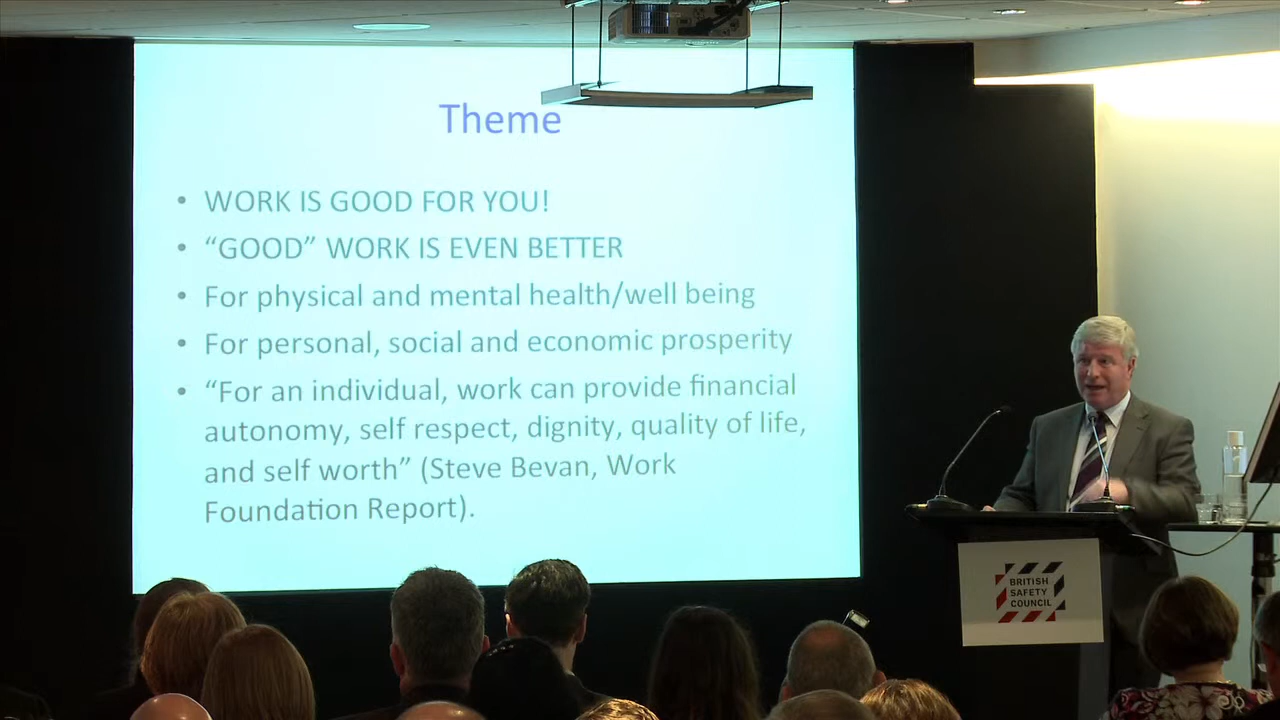 Theme
• WORK IS GOOD FOR YOU!
• “GOOD” WORK IS EVEN BETTER
• For physical and mental health/well being
• For personal, social and economic prosperity
• “For an individual, work can provide financial
autonomy, self respect, dignity, quality of life,
and self worth” (Steve Bevan, Work
Foundation Report).
BRITISH
SAFETY
COUNCIL